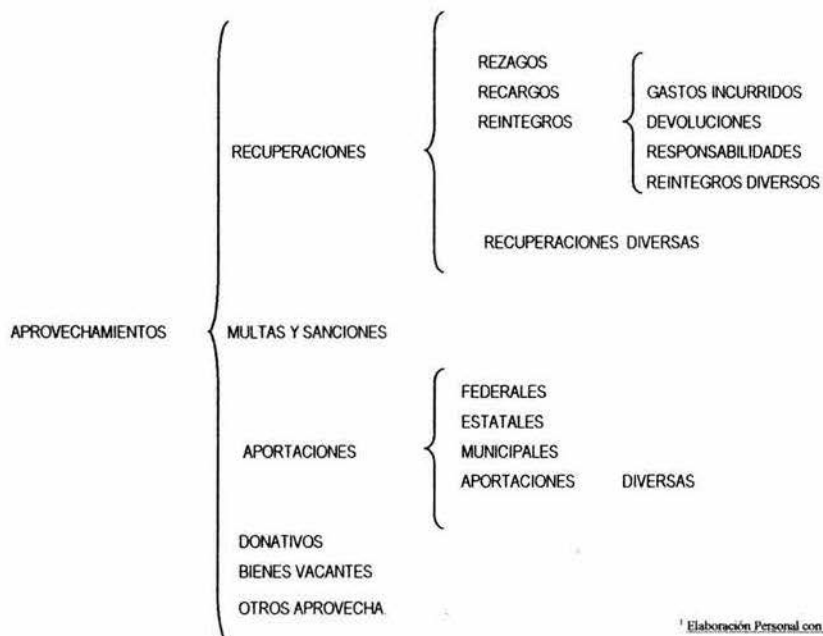 REZAGOS
RECARGOS
REINTEGROS
GASTOS INCURRIDOS
DEVOLUCIONES
RESPONSABILIDADES
REINTEGROS DIVERSOS
RECUPERACIONES
RECUPERACIONES DIVERSAS
APROVECHAMIENTOS
MULTAS Y SANCIONES
FEDERALES
ESTATALES
MUNICIPALES
APORTACIONES DIVERSAS
APORTACIONES
DONATIVOS
BIENES VACANTES
OTROS APROVECHA.
¹ Elaboración Personal con